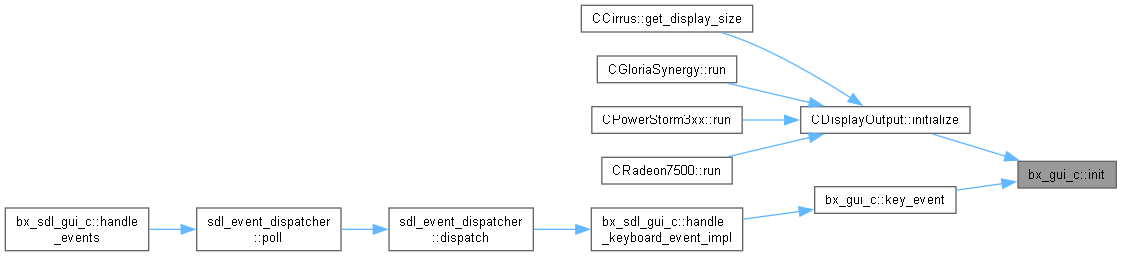 CCirrus::get_display_size
CGloriaSynergy::run
CPowerStorm3xx::run
CDisplayOutput::initialize
CRadeon7500::run
bx_gui_c::init
bx_gui_c::key_event
bx_sdl_gui_c::handle
_events
sdl_event_dispatcher
::poll
sdl_event_dispatcher
::dispatch
bx_sdl_gui_c::handle
_keyboard_event_impl